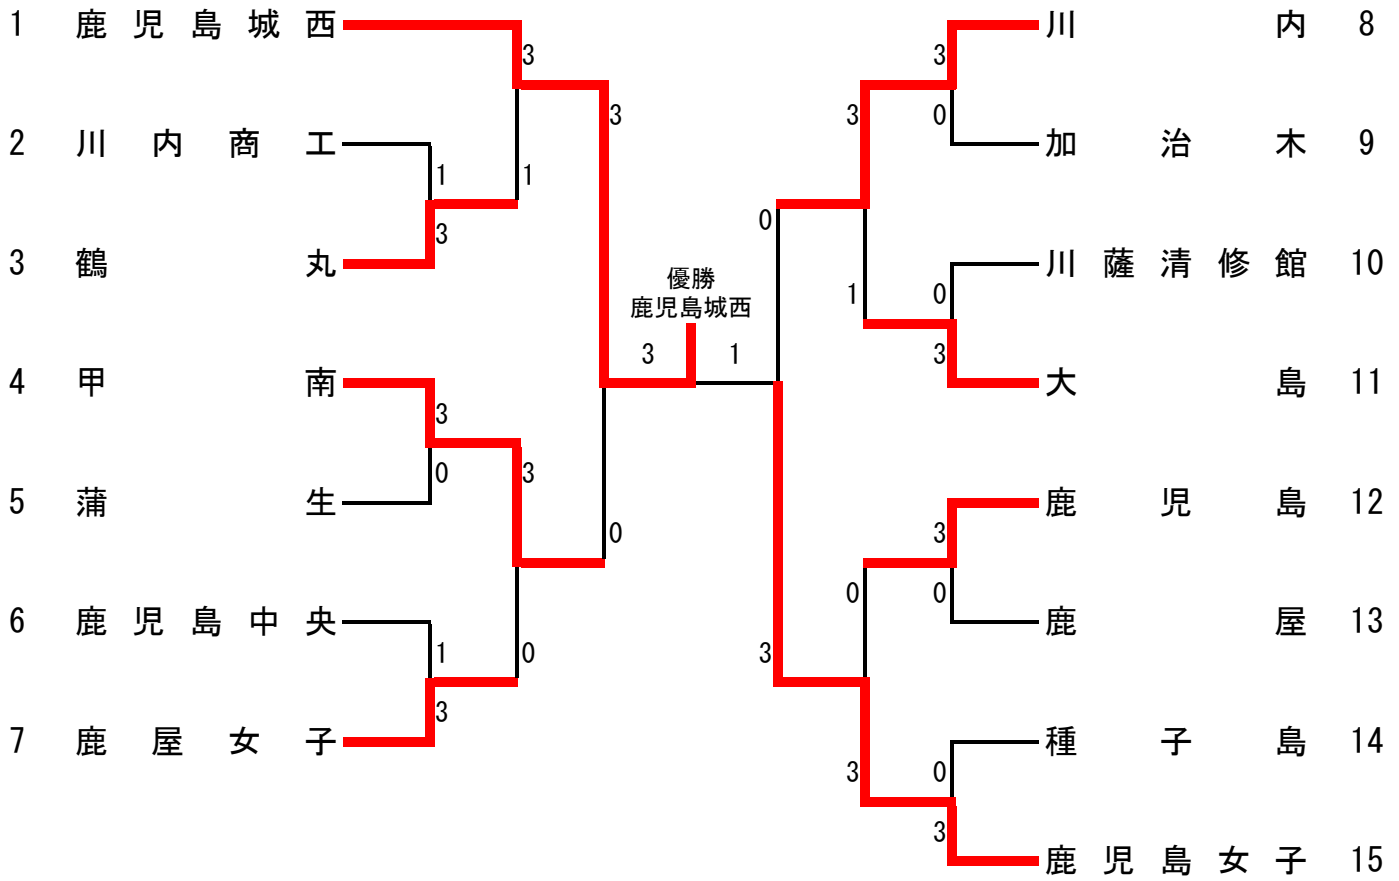 1 鹿児島城西
3
3
2 川内商工
1
1
3
3 鶴丸
4 甲南
3
0
3
5 蒲生
0
6 鹿児島中央
1
0
3
7 鹿屋女子
優勝
鹿児島城西
3 1
川内 8
3
0
3
加治木 9
0
川薩清修館 10
0
1
3
大島 11
鹿児島 12
3
0
0
鹿屋 13
3
種子島 14
0
3
3
鹿児島女子 15